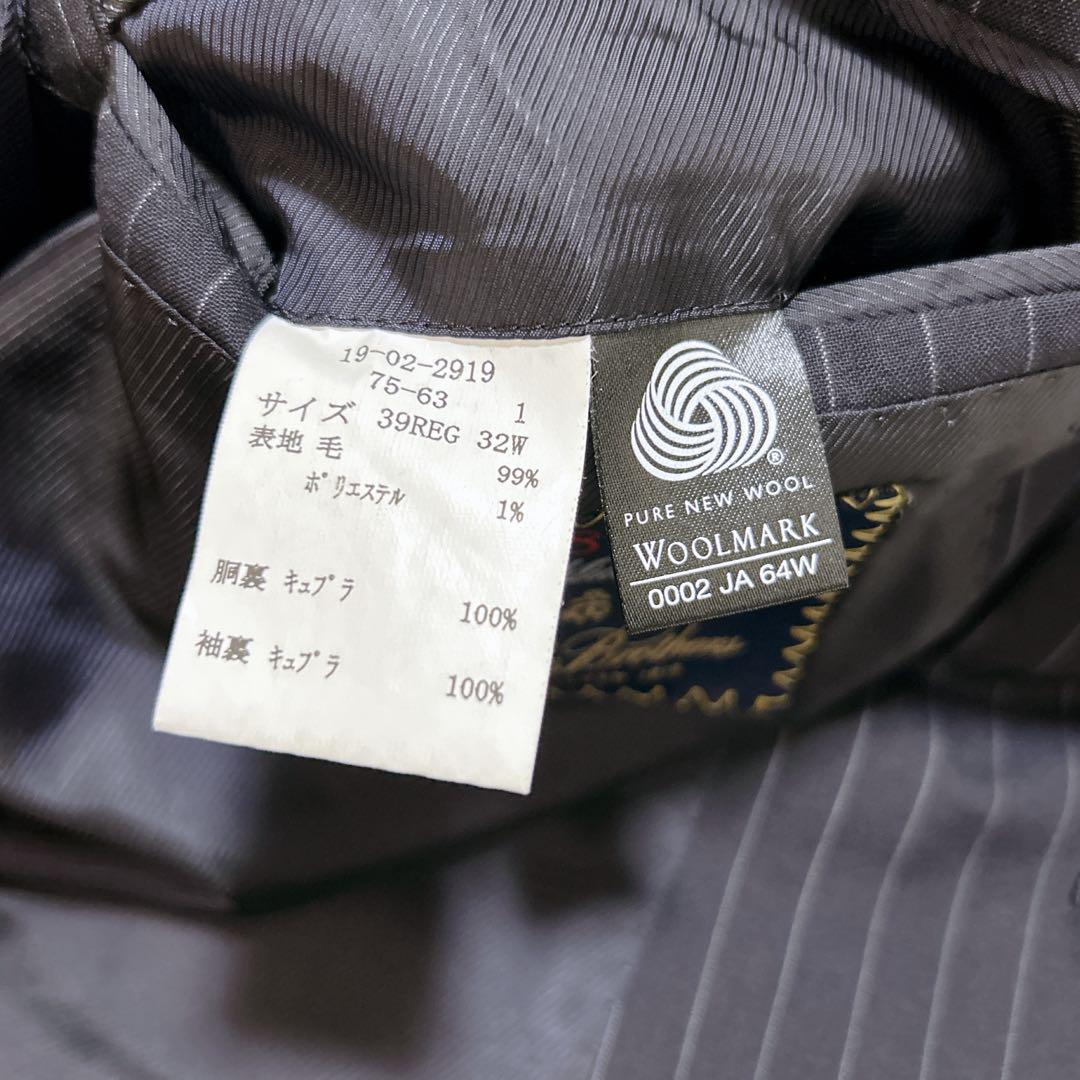 19-02-2919
75-63 1
サイズ 39REG 32W
表地 毛 99%
ポリエステル 1%
胴裏 キュプラ 100%
袖裏 キュプラ 100%
®
PURE NEW WOOL
WOOLMARK
0002 JA 64W
Brothers